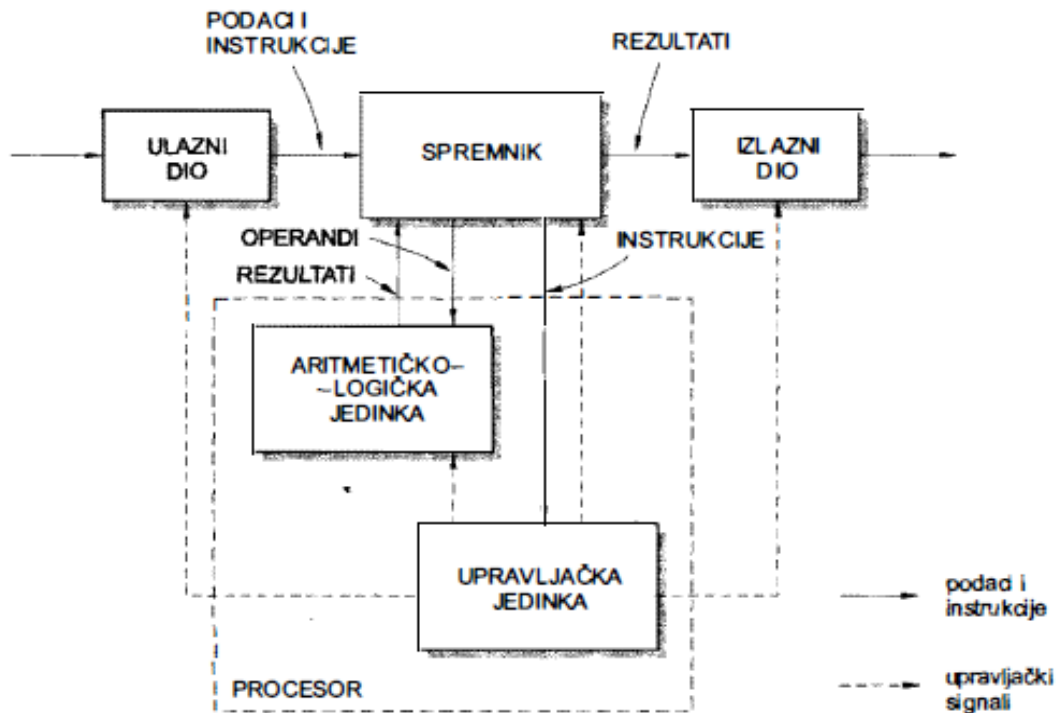 PODACI I
INSTRUKCIJE
REZULTATI
ULAZNI
DIO
SPREMNIK
IZLAZNI
DIO
OPERANDI
REZULTATI
INSTRUKCIJE
ARITMETIČKO–
–LOGIČKA
JEDINKA
UPRAVLJAČKA
JEDINKA
PROCESOR
podaci i
instrukcije
upravljački
signali